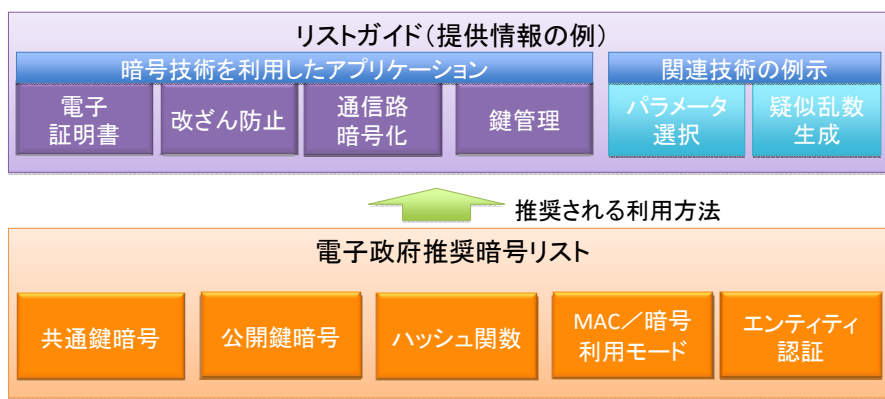 リストガイド（提供情報の例）
暗号技術を利用したアプリケーション
関連技術の例示
電子
証明書
改ざん防止
通信路
暗号化
鍵管理
パラメータ
選択
疑似乱数
生成
推奨される利用方法
電子政府推奨暗号リスト
共通鍵暗号
公開鍵暗号
ハッシュ関数
MAC／暗号
利用モード
エンティティ
認証